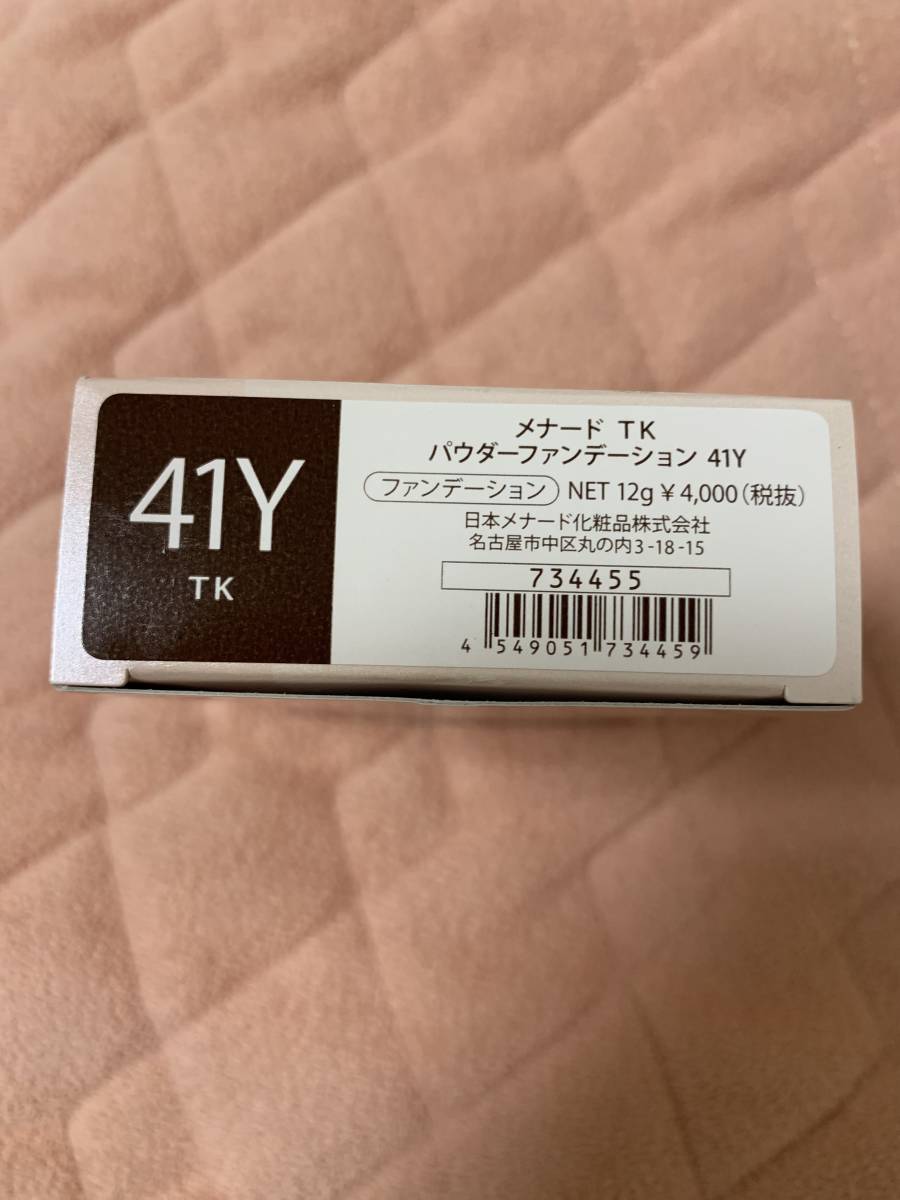 41Y
TK
メナード TK
パウダーファンデーション 41Y
ファンデーション NET 12g ¥4,000(税抜)
日本メナード化粧品株式会社
名古屋市中区丸の内3-18-15
734455
4 549051 734459